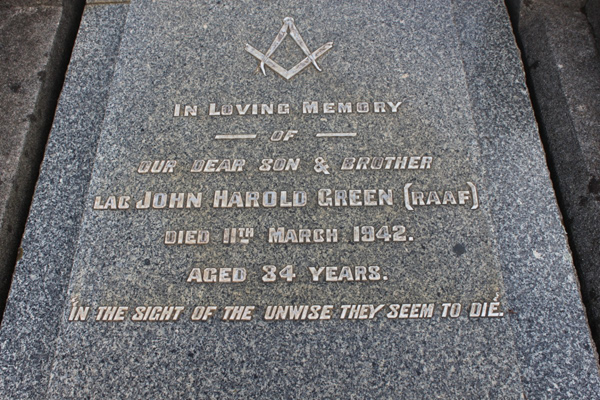 IN LOVING MEMORY
OF
OUR DEAR SON & BROTHER
LAC JOHN HAROLD GREEN (RAAF)
DIED 11TH MARCH 1942.
AGED 34 YEARS.
IN THE SIGHT OF THE UNWISE THEY SEEM TO DIE.